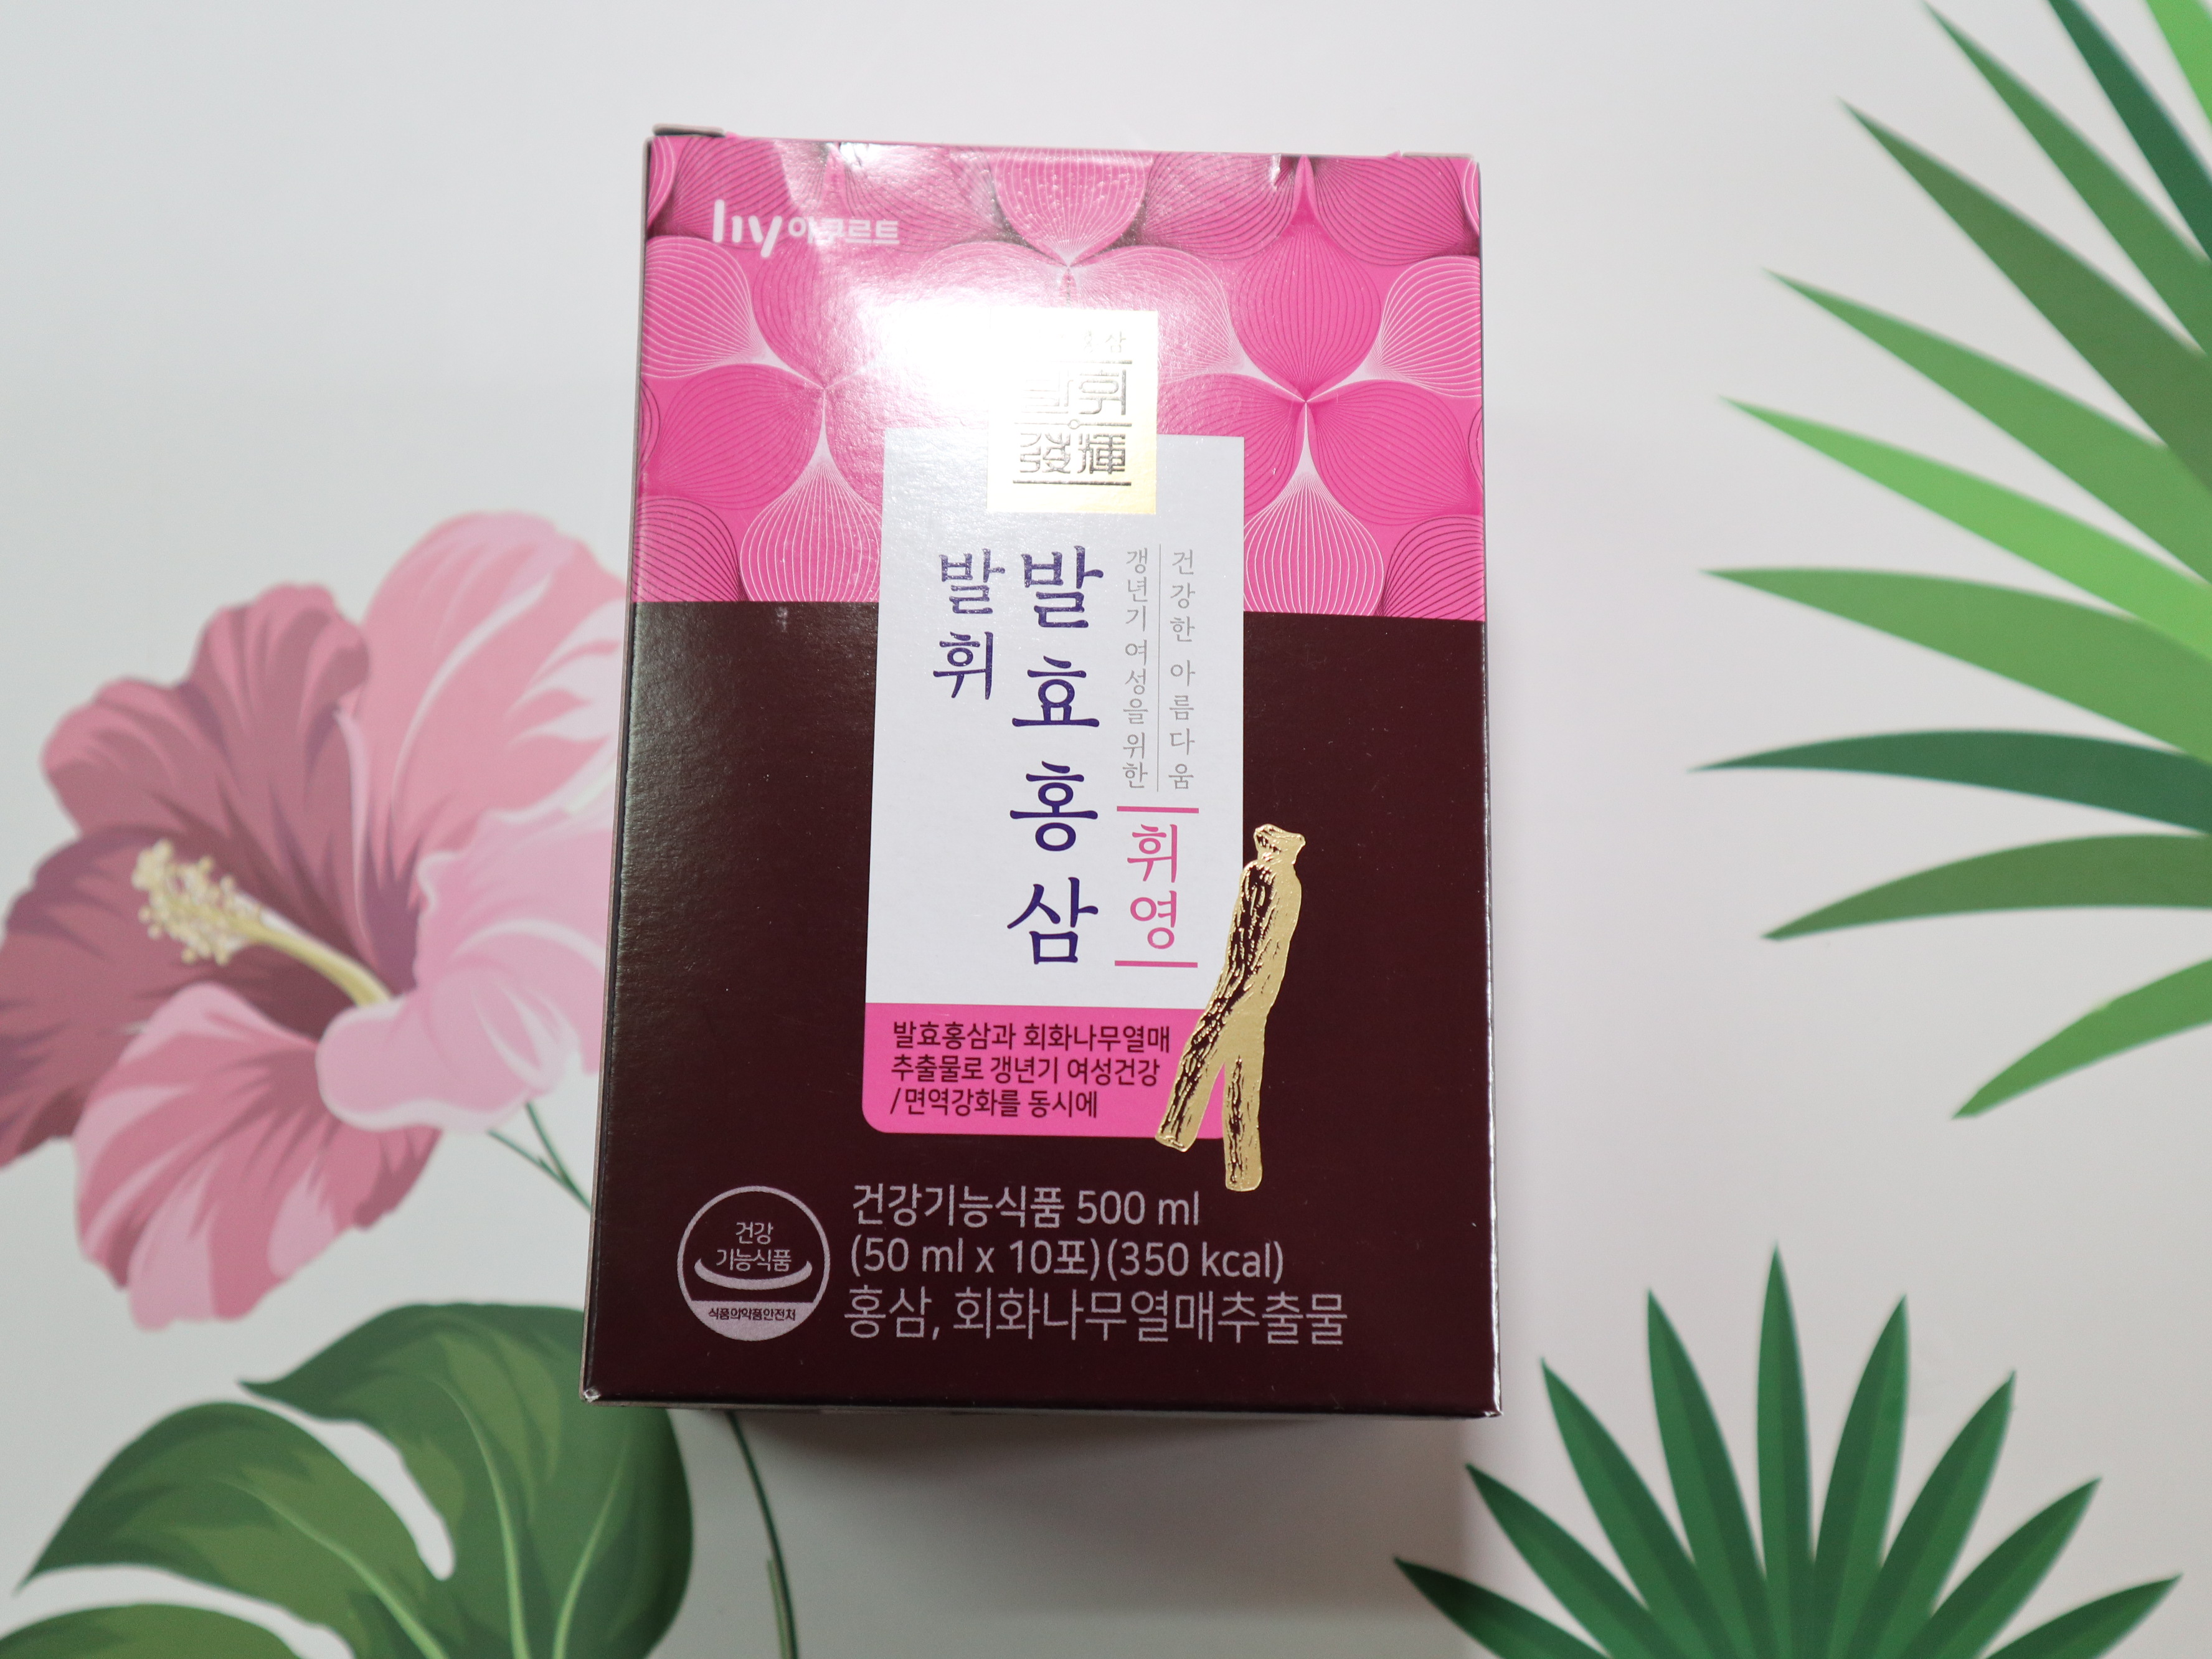 hy야쿠르트
발휘
發輝
건강한 아름다움
갱년기 여성을 위한
휘영
발효홍삼
발휘
발효홍삼과 회화나무열매
추출물로 갱년기 여성건강
/면역강화를 동시에
건강
기능식품
식품의약품안전처
건강기능식품 500 ml
(50 ml x 10포)(350 kcal)
홍삼, 회화나무열매추출물